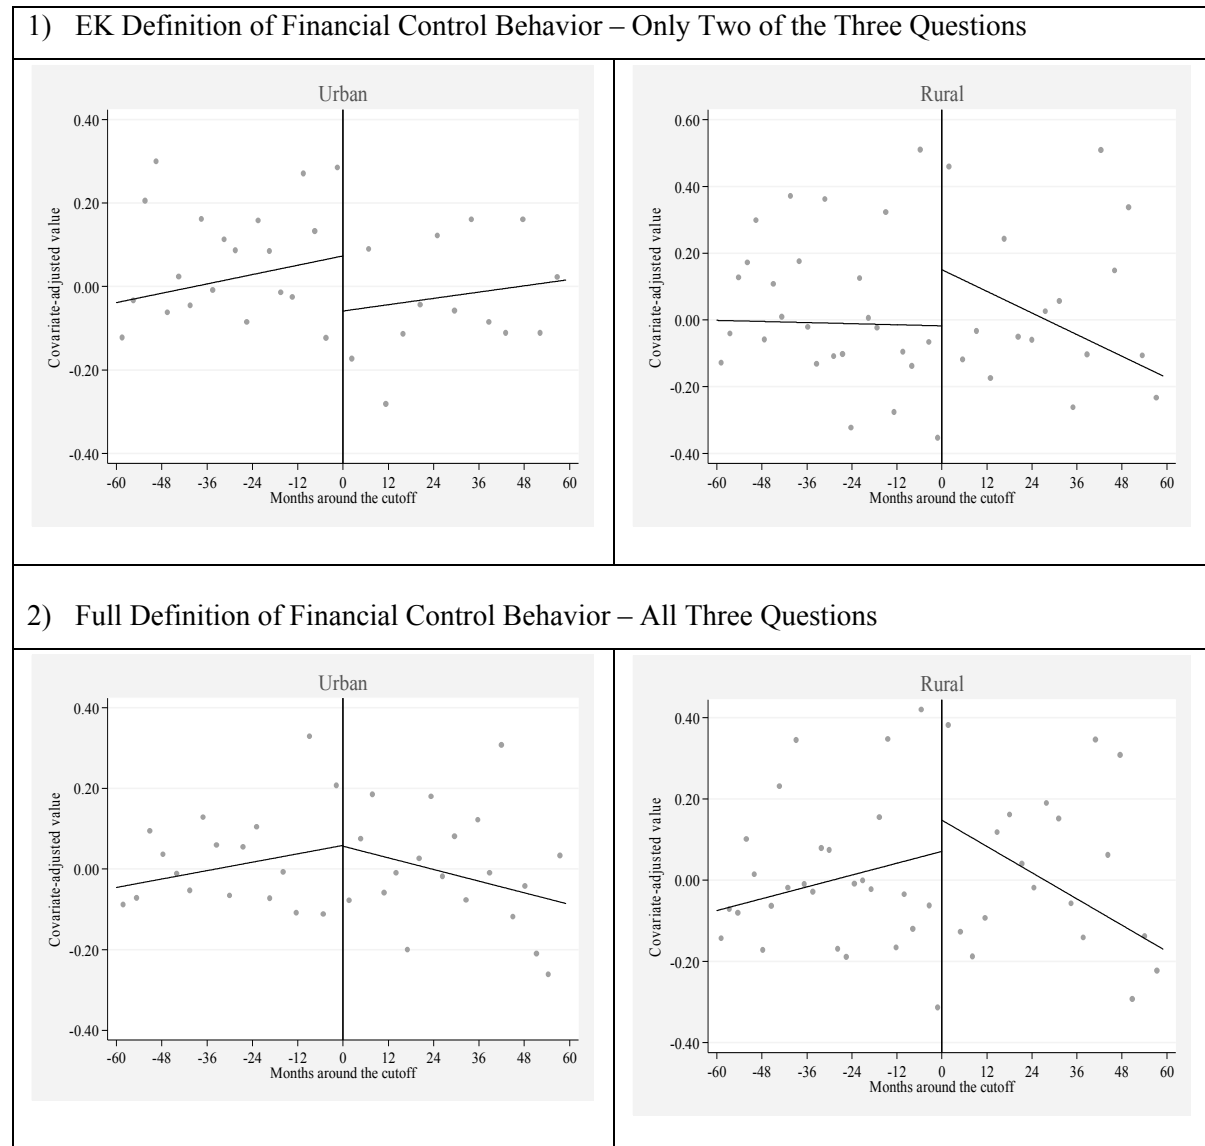 1) EK Definition of Financial Control Behavior – Only Two of the Three Questions
Urban
Covariate-adjusted value
0.40
0.20
0.00
-0.20
-0.40
-60 -48 -36 -24 -12 0 12 24 36 48 60
Months around the cutoff
Rural
Covariate-adjusted value
0.60
0.40
0.20
0.00
-0.20
-0.40
-60 -48 -36 -24 -12 0 12 24 36 48 60
Months around the cutoff
2) Full Definition of Financial Control Behavior – All Three Questions
Urban
Covariate-adjusted value
0.40
0.20
0.00
-0.20
-0.40
-60 -48 -36 -24 -12 0 12 24 36 48 60
Months around the cutoff
Rural
Covariate-adjusted value
0.40
0.20
0.00
-0.20
-0.40
-60 -48 -36 -24 -12 0 12 24 36 48 60
Months around the cutoff